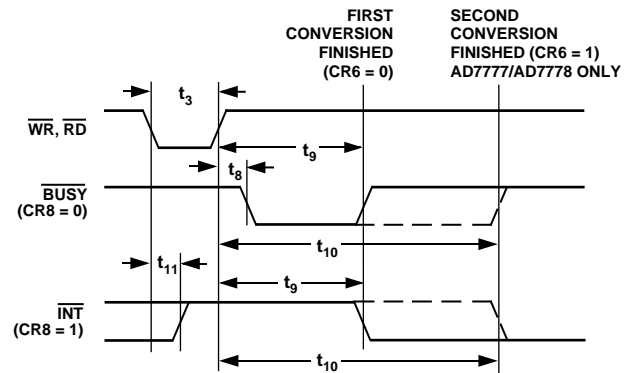 FIRST
CONVERSION
FINISHED
(CR6 = 0)
SECOND
CONVERSION
FINISHED (CR6 = 1)
AD7777/AD7778 ONLY
t3
WR, RD
t9
t8
BUSY
(CR8 = 0)
t10
t11
t9
INT
(CR8 = 1)
t10